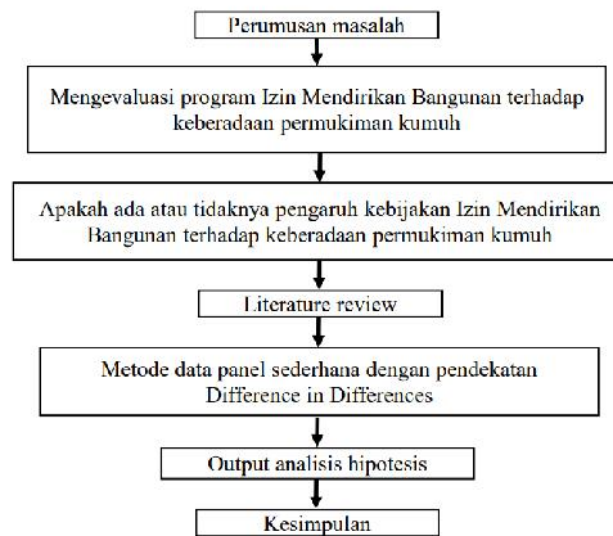 Perumusan masalah
Mengevaluasi program Izin Mendirikan Bangunan terhadap
keberadaan permukiman kumuh
Apakah ada atau tidaknya pengaruh kebijakan Izin Mendirikan
Bangunan terhadap keberadaan permukiman kumuh
Literature review
Metode data panel sederhana dengan pendekatan
Difference in Differences
Output analisis hipotesis
Kesimpulan